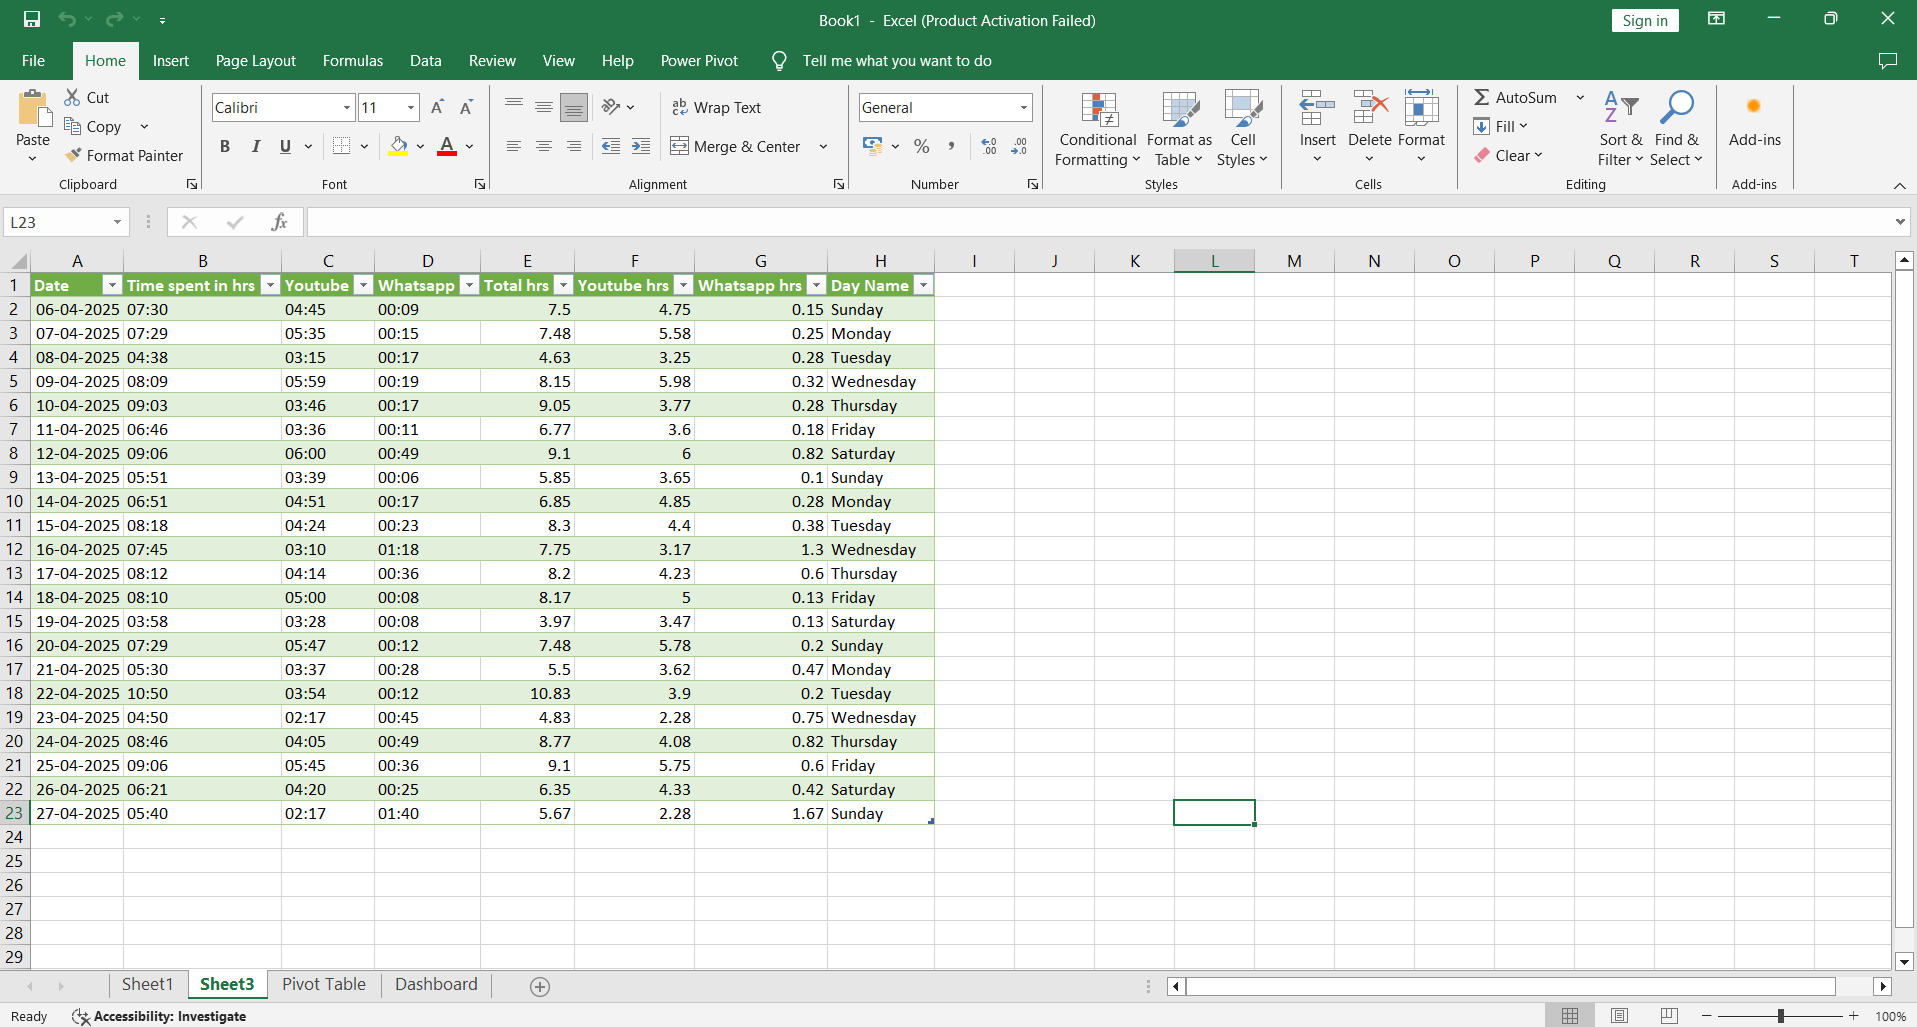 Book1 - Excel (Product Activation Failed)
Sign in
File Home Insert Page Layout Formulas Data Review View Help Power Pivot Tell me what you want to do
Paste
Cut
Copy
Format Painter
Clipboard
Calibri 11
B I U A
Font
ab Wrap Text
Merge & Center
Alignment
General
% ,
Number
Conditional Formatting
Format as Table
Cell Styles
Styles
Insert Delete Format
Cells
AutoSum
Fill
Clear
Sort & Filter
Find & Select
Editing
Add-ins
Add-ins
L23 fx
A B C D E F G H I J K L M N O P Q R S T
1 Date Time spent in hrs Youtube Whatsapp Total hrs Youtube hrs Whatsapp hrs Day Name
2 06-04-2025 07:30 04:45 00:09 7.5 4.75 0.15 Sunday
3 07-04-2025 07:29 05:35 00:15 7.48 5.58 0.25 Monday
4 08-04-2025 04:38 03:15 00:17 4.63 3.25 0.28 Tuesday
5 09-04-2025 08:09 05:59 00:19 8.15 5.98 0.32 Wednesday
6 10-04-2025 09:03 03:46 00:17 9.05 3.77 0.28 Thursday
7 11-04-2025 06:46 03:36 00:11 6.77 3.6 0.18 Friday
8 12-04-2025 09:06 06:00 00:49 9.1 6 0.82 Saturday
9 13-04-2025 05:51 03:39 00:06 5.85 3.65 0.1 Sunday
10 14-04-2025 06:51 04:51 00:17 6.85 4.85 0.28 Monday
11 15-04-2025 08:18 04:24 00:23 8.3 4.4 0.38 Tuesday
12 16-04-2025 07:45 03:10 01:18 7.75 3.17 1.3 Wednesday
13 17-04-2025 08:12 04:14 00:36 8.2 4.23 0.6 Thursday
14 18-04-2025 08:10 05:00 00:08 8.17 5 0.13 Friday
15 19-04-2025 03:58 03:28 00:08 3.97 3.47 0.13 Saturday
16 20-04-2025 07:29 05:47 00:12 7.48 5.78 0.2 Sunday
17 21-04-2025 05:30 03:37 00:28 5.5 3.62 0.47 Monday
18 22-04-2025 10:50 03:54 00:12 10.83 3.9 0.2 Tuesday
19 23-04-2025 04:50 02:17 00:45 4.83 2.28 0.75 Wednesday
20 24-04-2025 08:46 04:05 00:49 8.77 4.08 0.82 Thursday
21 25-04-2025 09:06 05:45 00:36 9.1 5.75 0.6 Friday
22 26-04-2025 06:21 04:20 00:25 6.35 4.33 0.42 Saturday
23 27-04-2025 05:40 02:17 01:40 5.67 2.28 1.67 Sunday
24
25
26
27
28
29
Sheet1 Sheet3 Pivot Table Dashboard
Ready Accessibility: Investigate 100%